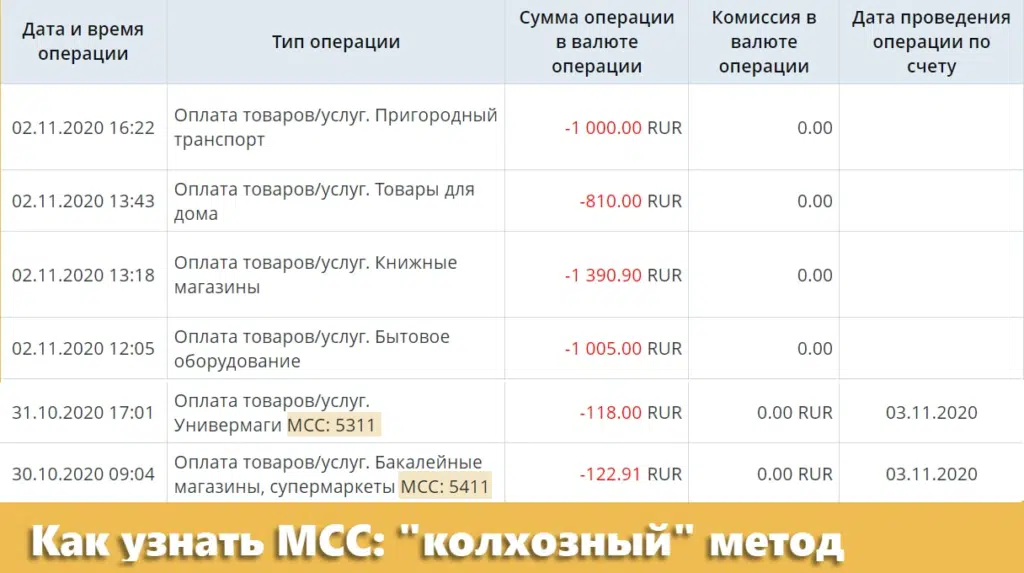 Дата и время
операции
Тип операции
Сумма операции
в валюте
операции
Комиссия в
валюте
операции
Дата проведения
операции по
счету
02.11.2020 16:22
Оплата товаров/услуг. Пригородный
транспорт
-1 000.00 RUR
0.00
02.11.2020 13:43
Оплата товаров/услуг. Товары для
дома
-810.00 RUR
0.00
02.11.2020 13:18
Оплата товаров/услуг. Книжные
магазины
-1 390.90 RUR
0.00
02.11.2020 12:05
Оплата товаров/услуг. Бытовое
оборудование
-1 005.00 RUR
0.00
31.10.2020 17:01
Оплата товаров/услуг.
Универмаги МСС: 5311
-118.00 RUR
0.00 RUR
03.11.2020
30.10.2020 09:04
Оплата товаров/услуг. Бакалейные
магазины, супермаркеты МСС: 5411
-122.91 RUR
0.00 RUR
03.11.2020
Как узнать МСС: "колхозный" метод